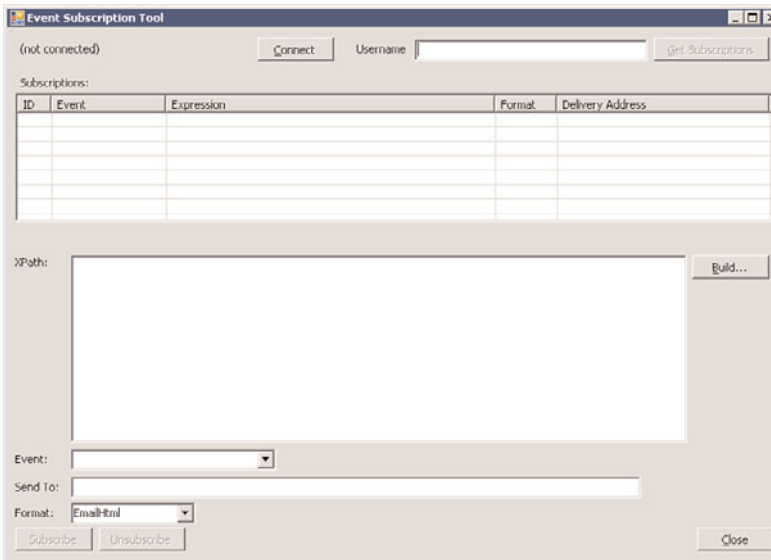 Event Subscription Tool
(not connected) Connect Username Get Subscriptions
Subscriptions:
ID Event Expression Format Delivery Address
XPath: Build...
Event:
Send To:
Format: EmailHtml
Subscribe Unsubscribe Close